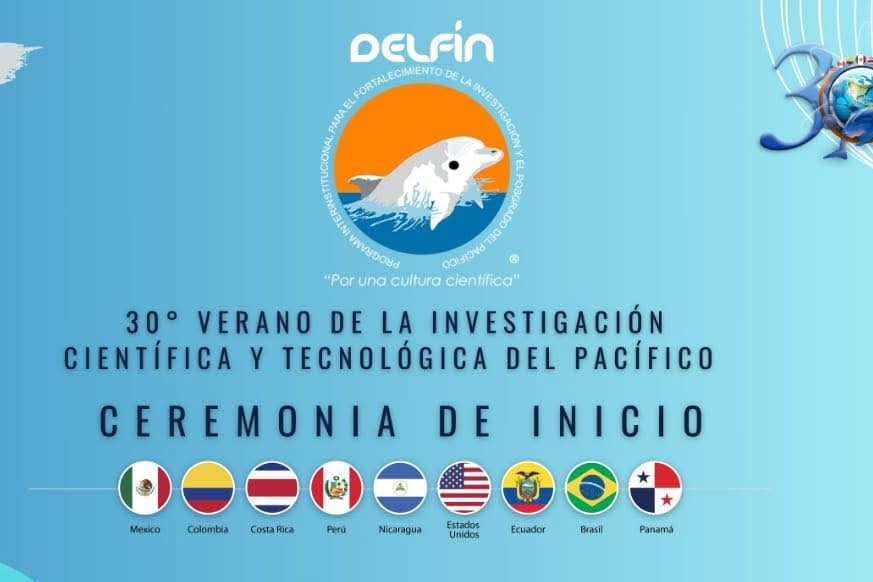 DELFÍN
PROGRAMA INTERINSTITUCIONAL PARA EL FORTALECIMIENTO DE LA INVESTIGACIÓN Y EL POSGRADO DEL PACÍFICO
®
“Por una cultura científica”
30
30° VERANO DE LA INVESTIGACIÓN
CIENTÍFICA Y TECNOLÓGICA DEL PACÍFICO
CEREMONIA DE INICIO
Mexico
Colombia
Costa Rica
Perú
Nicaragua
Estados
Unidos
Ecuador
Brasil
Panamá